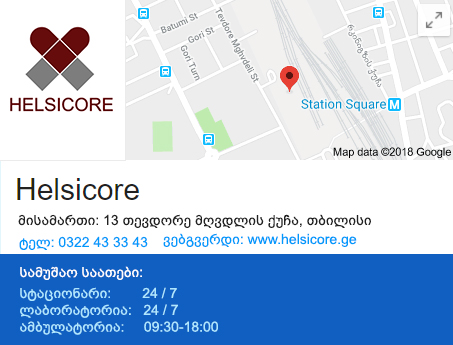 HELSICORE
Batumi St
Gori St
Gori Turn
Tevdore Mghvdeli St
რკინიგზის ქუჩა
Station Square
M
Map data ©2018 Google
Helsicore
მისამართი: 13 თევდორე მღვდლის ქუჩა, თბილისი
ტელ: 0322 43 33 43 ვებგვერდი: www.helsicore.ge
სამუშაო საათები:
სტაციონარი: 24 / 7
ლაბორატორია: 24 / 7
ამბულატორია: 09:30-18:00